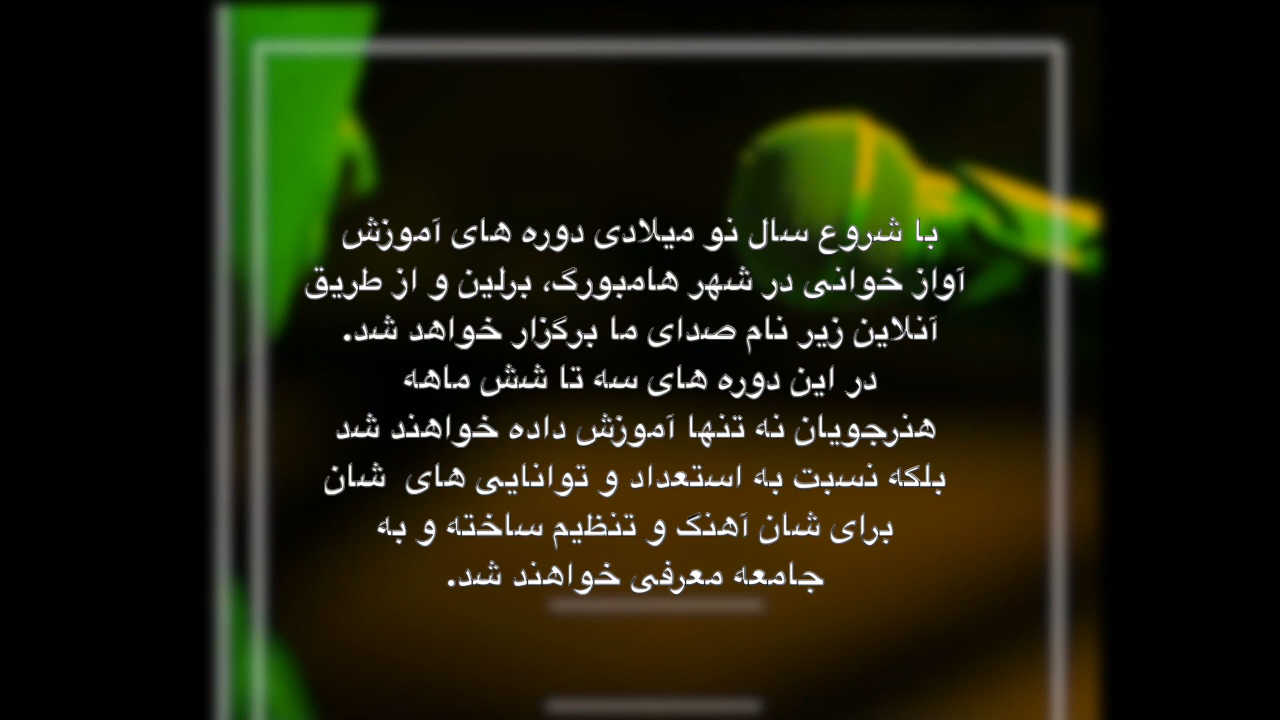 با شروع سال نو میلادی دوره های آموزش
آواز خوانی در شهر هامبورگ، برلین و از طریق
آنلاین زیر نام صدای ما برگزار خواهد شد.
در این دوره های سه تا شش ماهه
هنرجویان نه تنها آموزش داده خواهند شد
بلکه نسبت به استعداد و توانایی های  شان
برای شان آهنگ و تنظیم ساخته و به
جامعه معرفی خواهند شد.